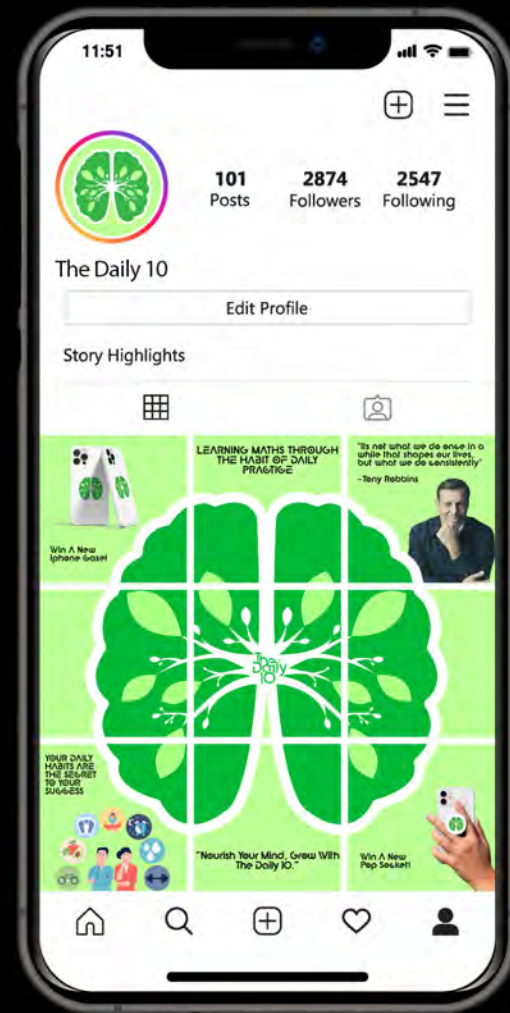 11:51
101
Posts
2874
Followers
2547
Following
The Daily 10
Edit Profile
Story Highlights
Win A New
Iphone Case!
LEARNING MATHS THROUGH
THE HABIT OF DAILY
PRACTICE
"Its not what we do once in a
while that shapes our lives,
but what we do consistently"
-Tony Robbins
The
Daily
10
YOUR DAILY
HABITS ARE
THE SECRET
TO YOUR
SUCCESS
"Nourish Your Mind, Grow With
The Daily 10."
Win A New
Pop Socket!